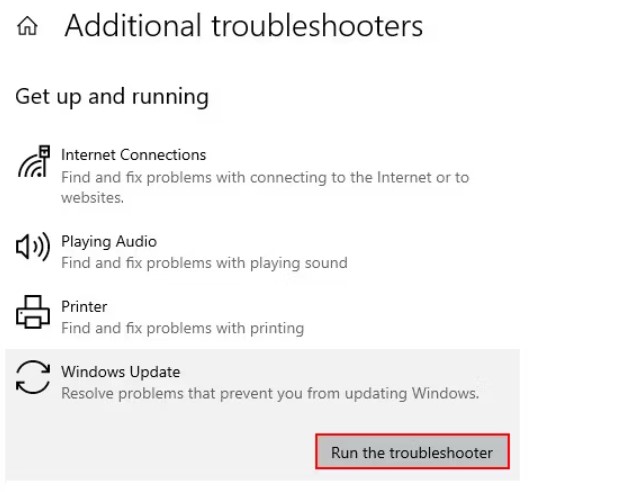 Additional troubleshooters
Get up and running
Internet Connections
Find and fix problems with connecting to the Internet or to
websites.
Playing Audio
Find and fix problems with playing sound
Printer
Find and fix problems with printing
Windows Update
Resolve problems that prevent you from updating Windows.
Run the troubleshooter